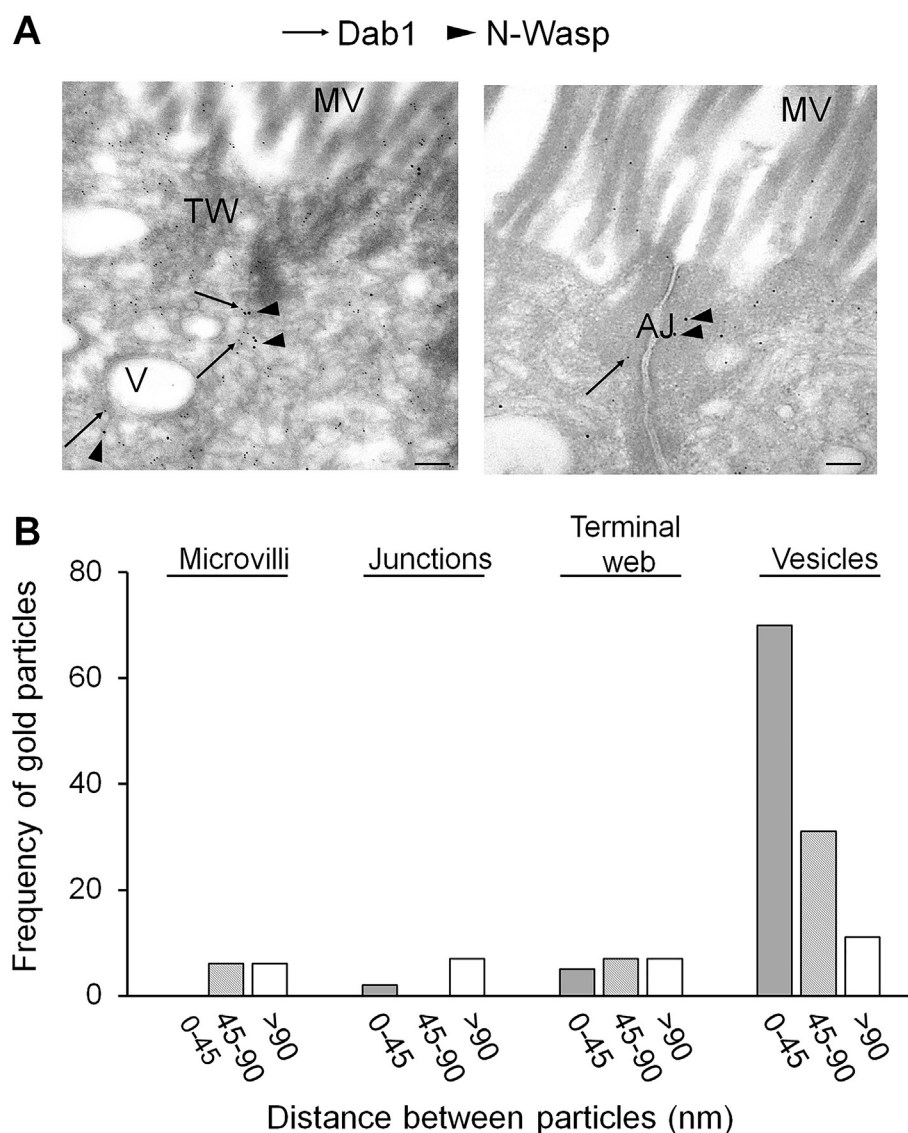 A
Dab1 N-Wasp
MV
TW
V
MV
AJ
B
Microvilli Junctions Terminal web Vesicles
Frequency of gold particles
80
60
40
20
0
0-45 45-90 >90 0-45 45-90 >90 0-45 45-90 >90 0-45 45-90 >90
Distance between particles (nm)